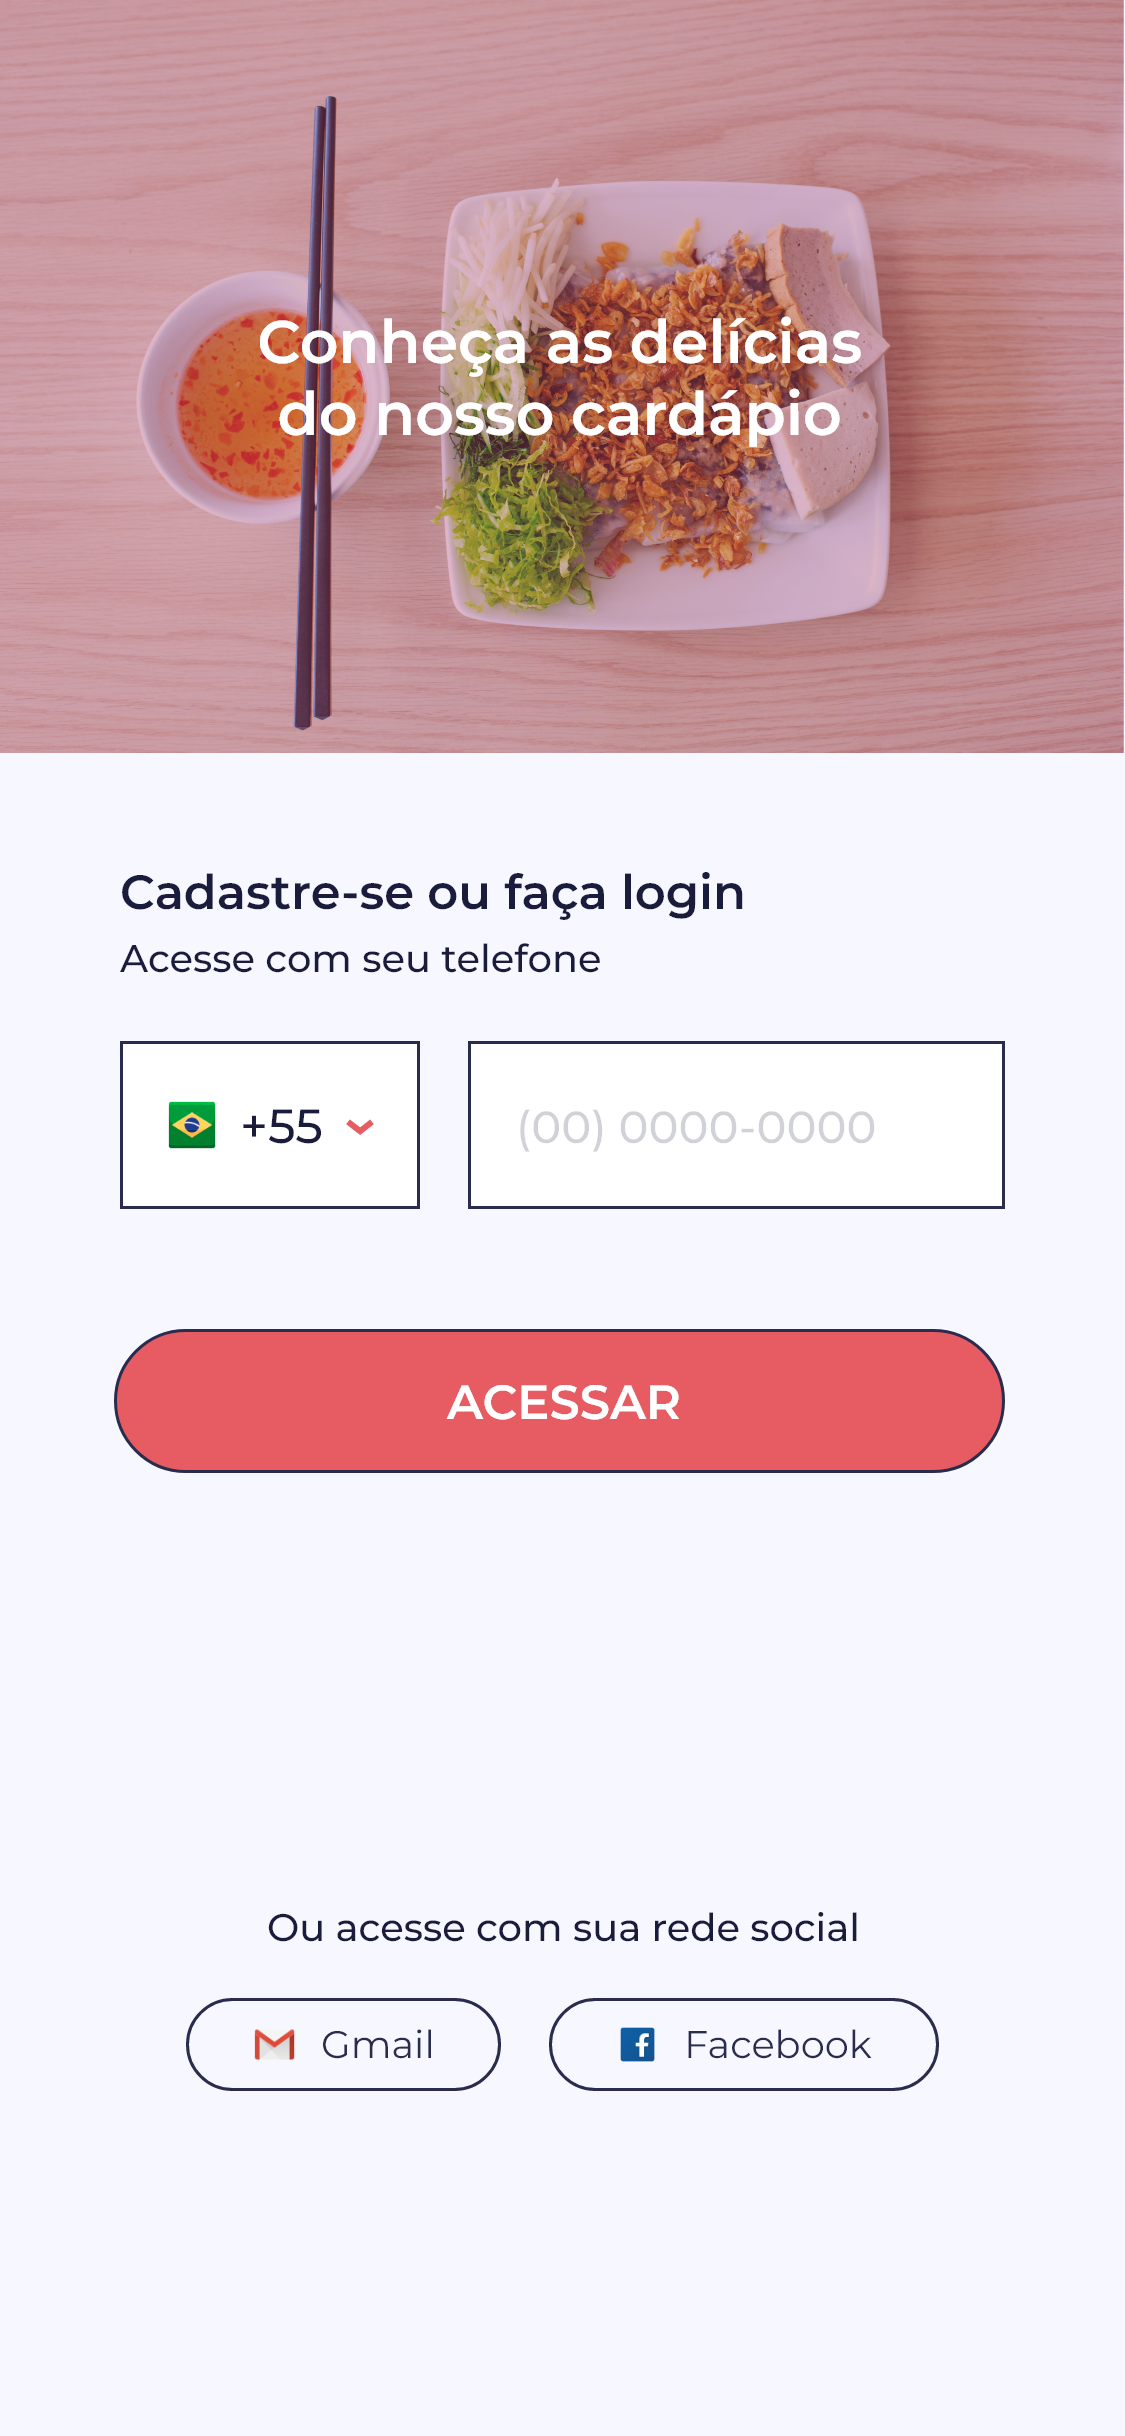 Conheça as delícias
do nosso cardápio
Cadastre-se ou faça login
Acesse com seu telefone
+55
(00) 0000-0000
ACESSAR
Ou acesse com sua rede social
Gmail
Facebook